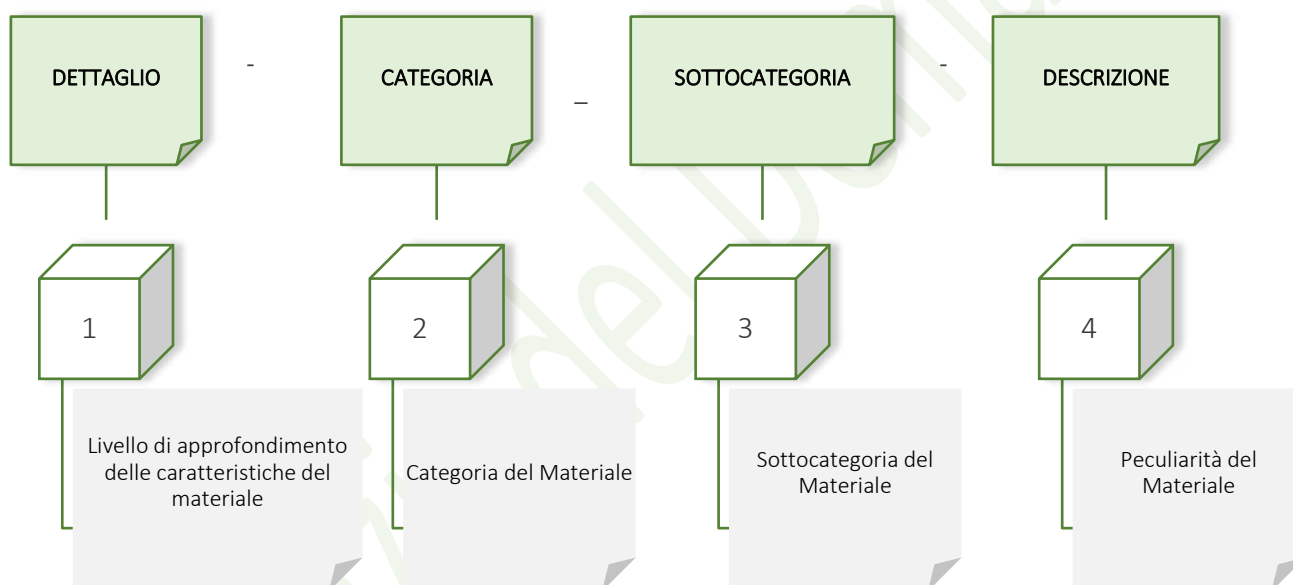 DETTAGLIO - CATEGORIA – SOTTOCATEGORIA - DESCRIZIONE
1 2 3 4
Livello di approfondimento
delle caratteristiche del
materiale
Categoria del Materiale
Sottocategoria del
Materiale
Peculiarità del
Materiale